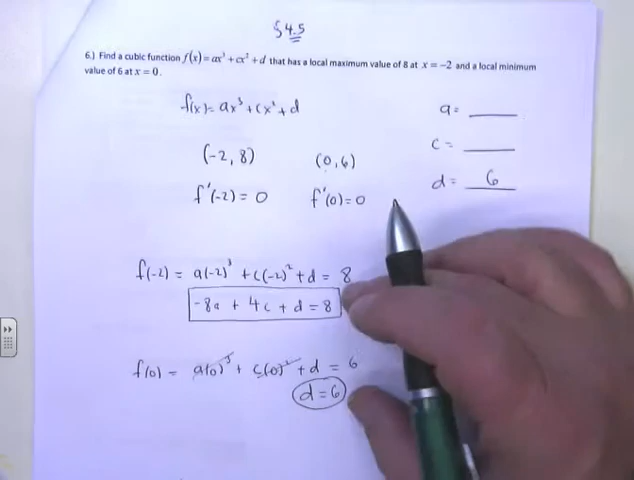 § 4.5
6.) Find a cubic function f(x) = ax³ + cx² + d that has a local maximum value of 8 at x = −2 and a local minimum
value of 6 at x = 0.
f(x) = ax³ + cx² + d
a = ____
c = ____
d = 6
(-2, 8) (0, 6)
f'(-2) = 0 f'(0) = 0
f(-2) = a(-2)³ + c(-2)² + d = 8
-8a + 4c + d = 8
f(0) = a(0)³ + c(0)² + d = 6
d = 6